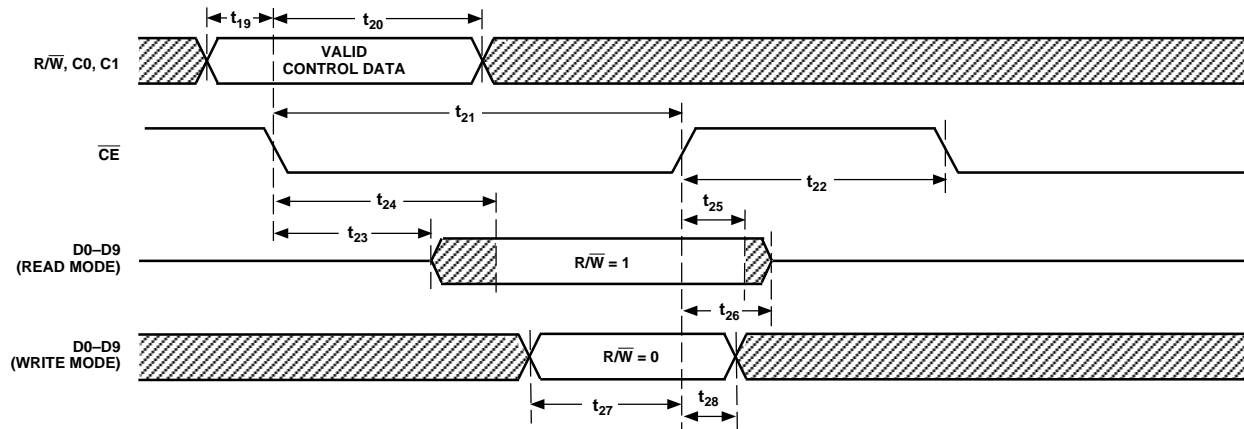 t19
t20
R/W̅, C0, C1
VALID
CONTROL DATA
t21
C̅E̅
t22
t24
t25
t23
D0–D9
(READ MODE)
R/W̅ = 1
t26
D0–D9
(WRITE MODE)
R/W̅ = 0
t27
t28